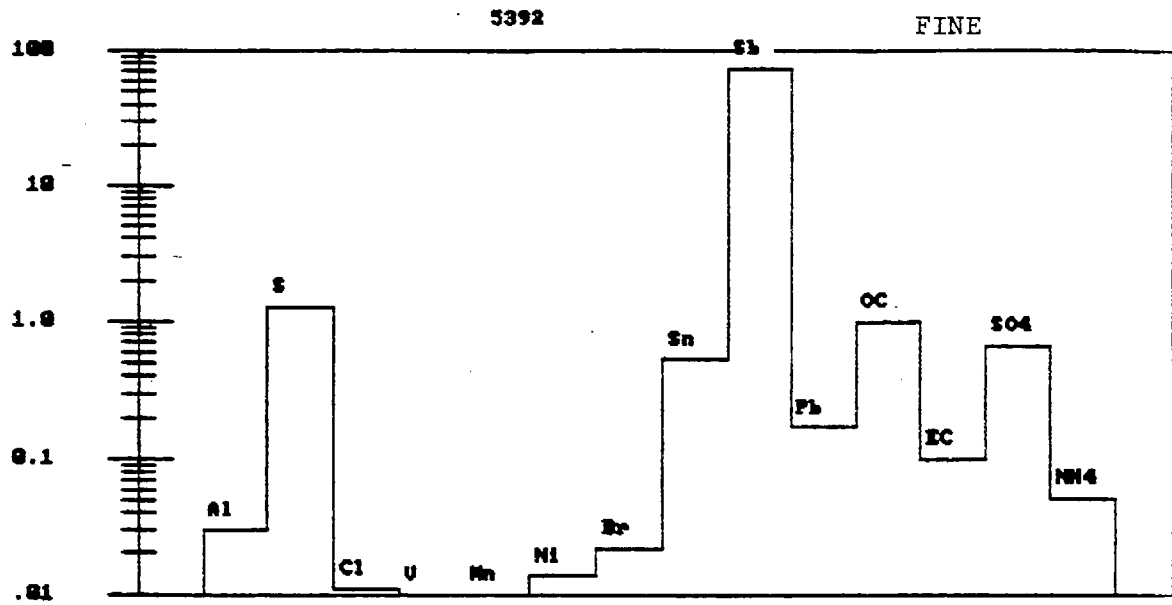 5392
FINE
100
Sb
10
S
1.0
OC
SO4
Sn
Pb
EC
0.1
NH4
Al
Br
Ni
Cl
V
Mn
.01